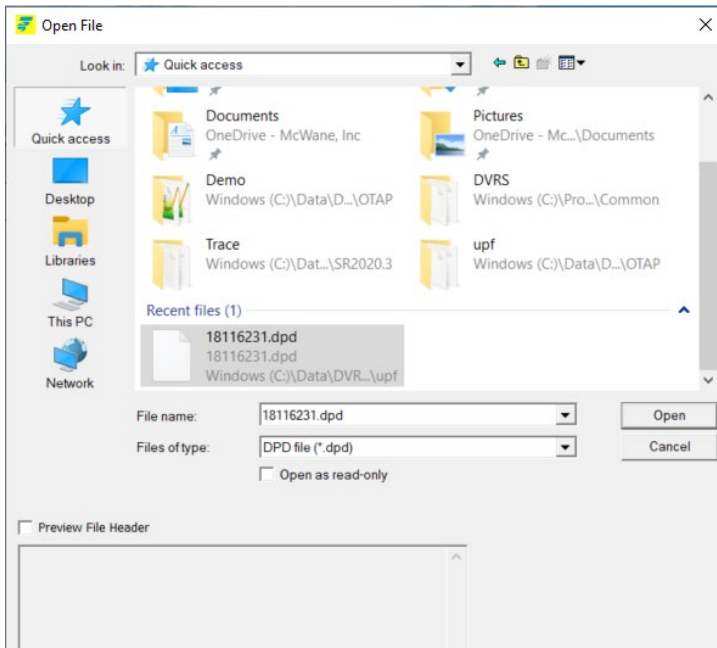 Open File
Look in:
Quick access
Quick access
Desktop
Libraries
This PC
Network
Documents
OneDrive - McWane, Inc
Pictures
OneDrive - Mc...\Documents
Demo
Windows (C:)\Data\D...\OTAP
DVRS
Windows (C:)\Pro...\Common
Trace
Windows (C:)\Dat...\SR2020.3
upf
Windows (C:)\Data\D...\OTAP
Recent files (1)
18116231.dpd
18116231.dpd
Windows (C:)\Data\DVR...\upf
File name:
18116231.dpd
Open
Files of type:
DPD file (*.dpd)
Cancel
Open as read-only
Preview File Header